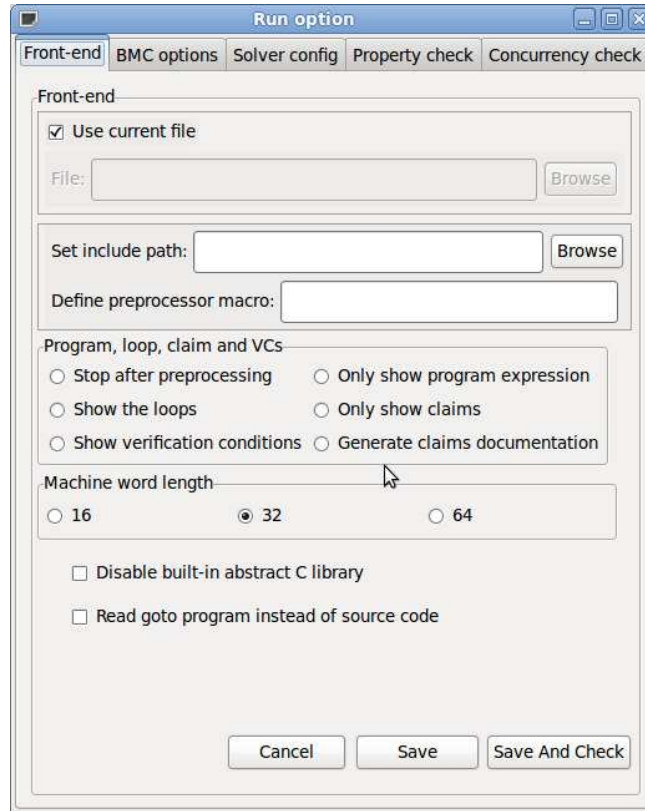 Run option
Front-end BMC options Solver config Property check Concurrency check
Front-end
Use current file
File: Browse
Set include path: Browse
Define preprocessor macro:
Program, loop, claim and VCs
Stop after preprocessing Only show program expression
Show the loops Only show claims
Show verification conditions Generate claims documentation
Machine word length
16 32 64
Disable built-in abstract C library
Read goto program instead of source code
Cancel Save Save And Check